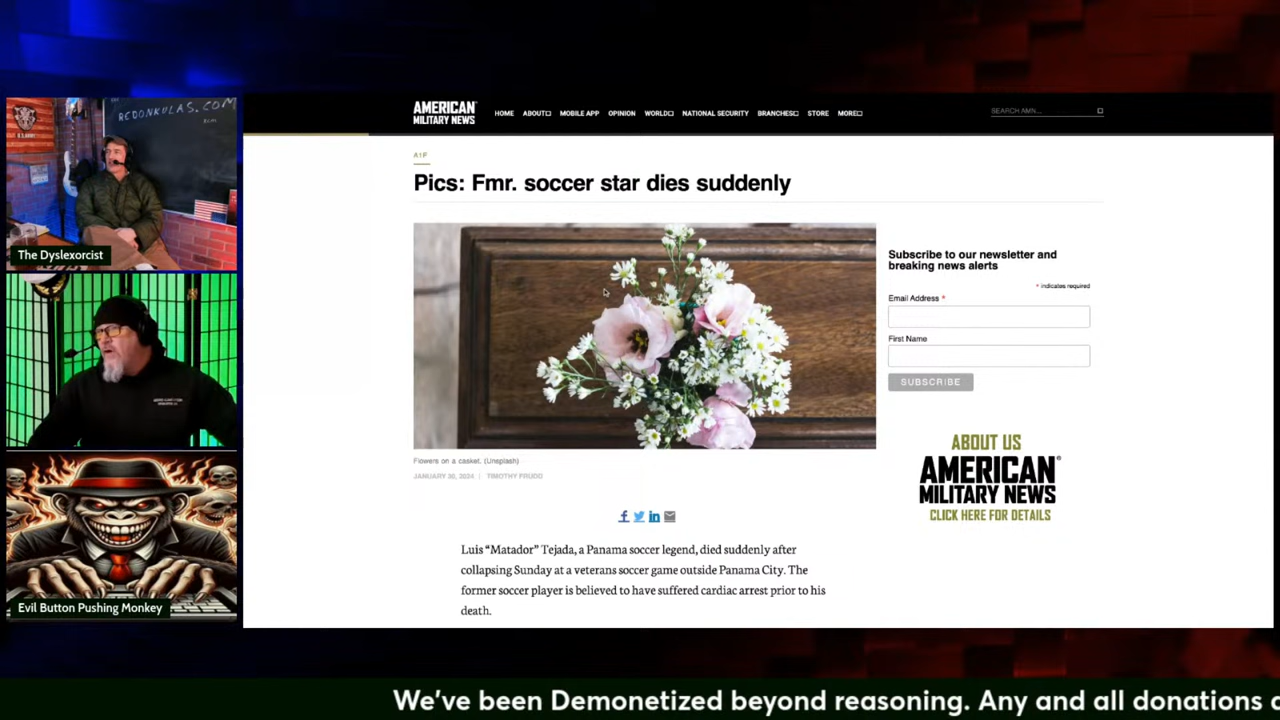 RCDONKULAS.COM
U.S. ARMY
The Dyslexorcist
Evil Button Pushing Monkey
AMERICAN
MILITARY NEWS
HOME ABOUT□ MOBILE APP OPINION WORLD□ NATIONAL SECURITY BRANCHES□ STORE MORE□
SEARCH AMN...
A1F
Pics: Fmr. soccer star dies suddenly
Flowers on a casket. (Unsplash)
JANUARY 30, 2024 | TIMOTHY FRUDD
Luis “Matador” Tejada, a Panama soccer legend, died suddenly after
collapsing Sunday at a veterans soccer game outside Panama City. The
former soccer player is believed to have suffered cardiac arrest prior to his
death.
Subscribe to our newsletter and
breaking news alerts
* indicates required
Email Address *
First Name
SUBSCRIBE
ABOUT US
AMERICAN®
MILITARY NEWS
CLICK HERE FOR DETAILS
We've been Demonetized beyond reasoning. Any and all donations